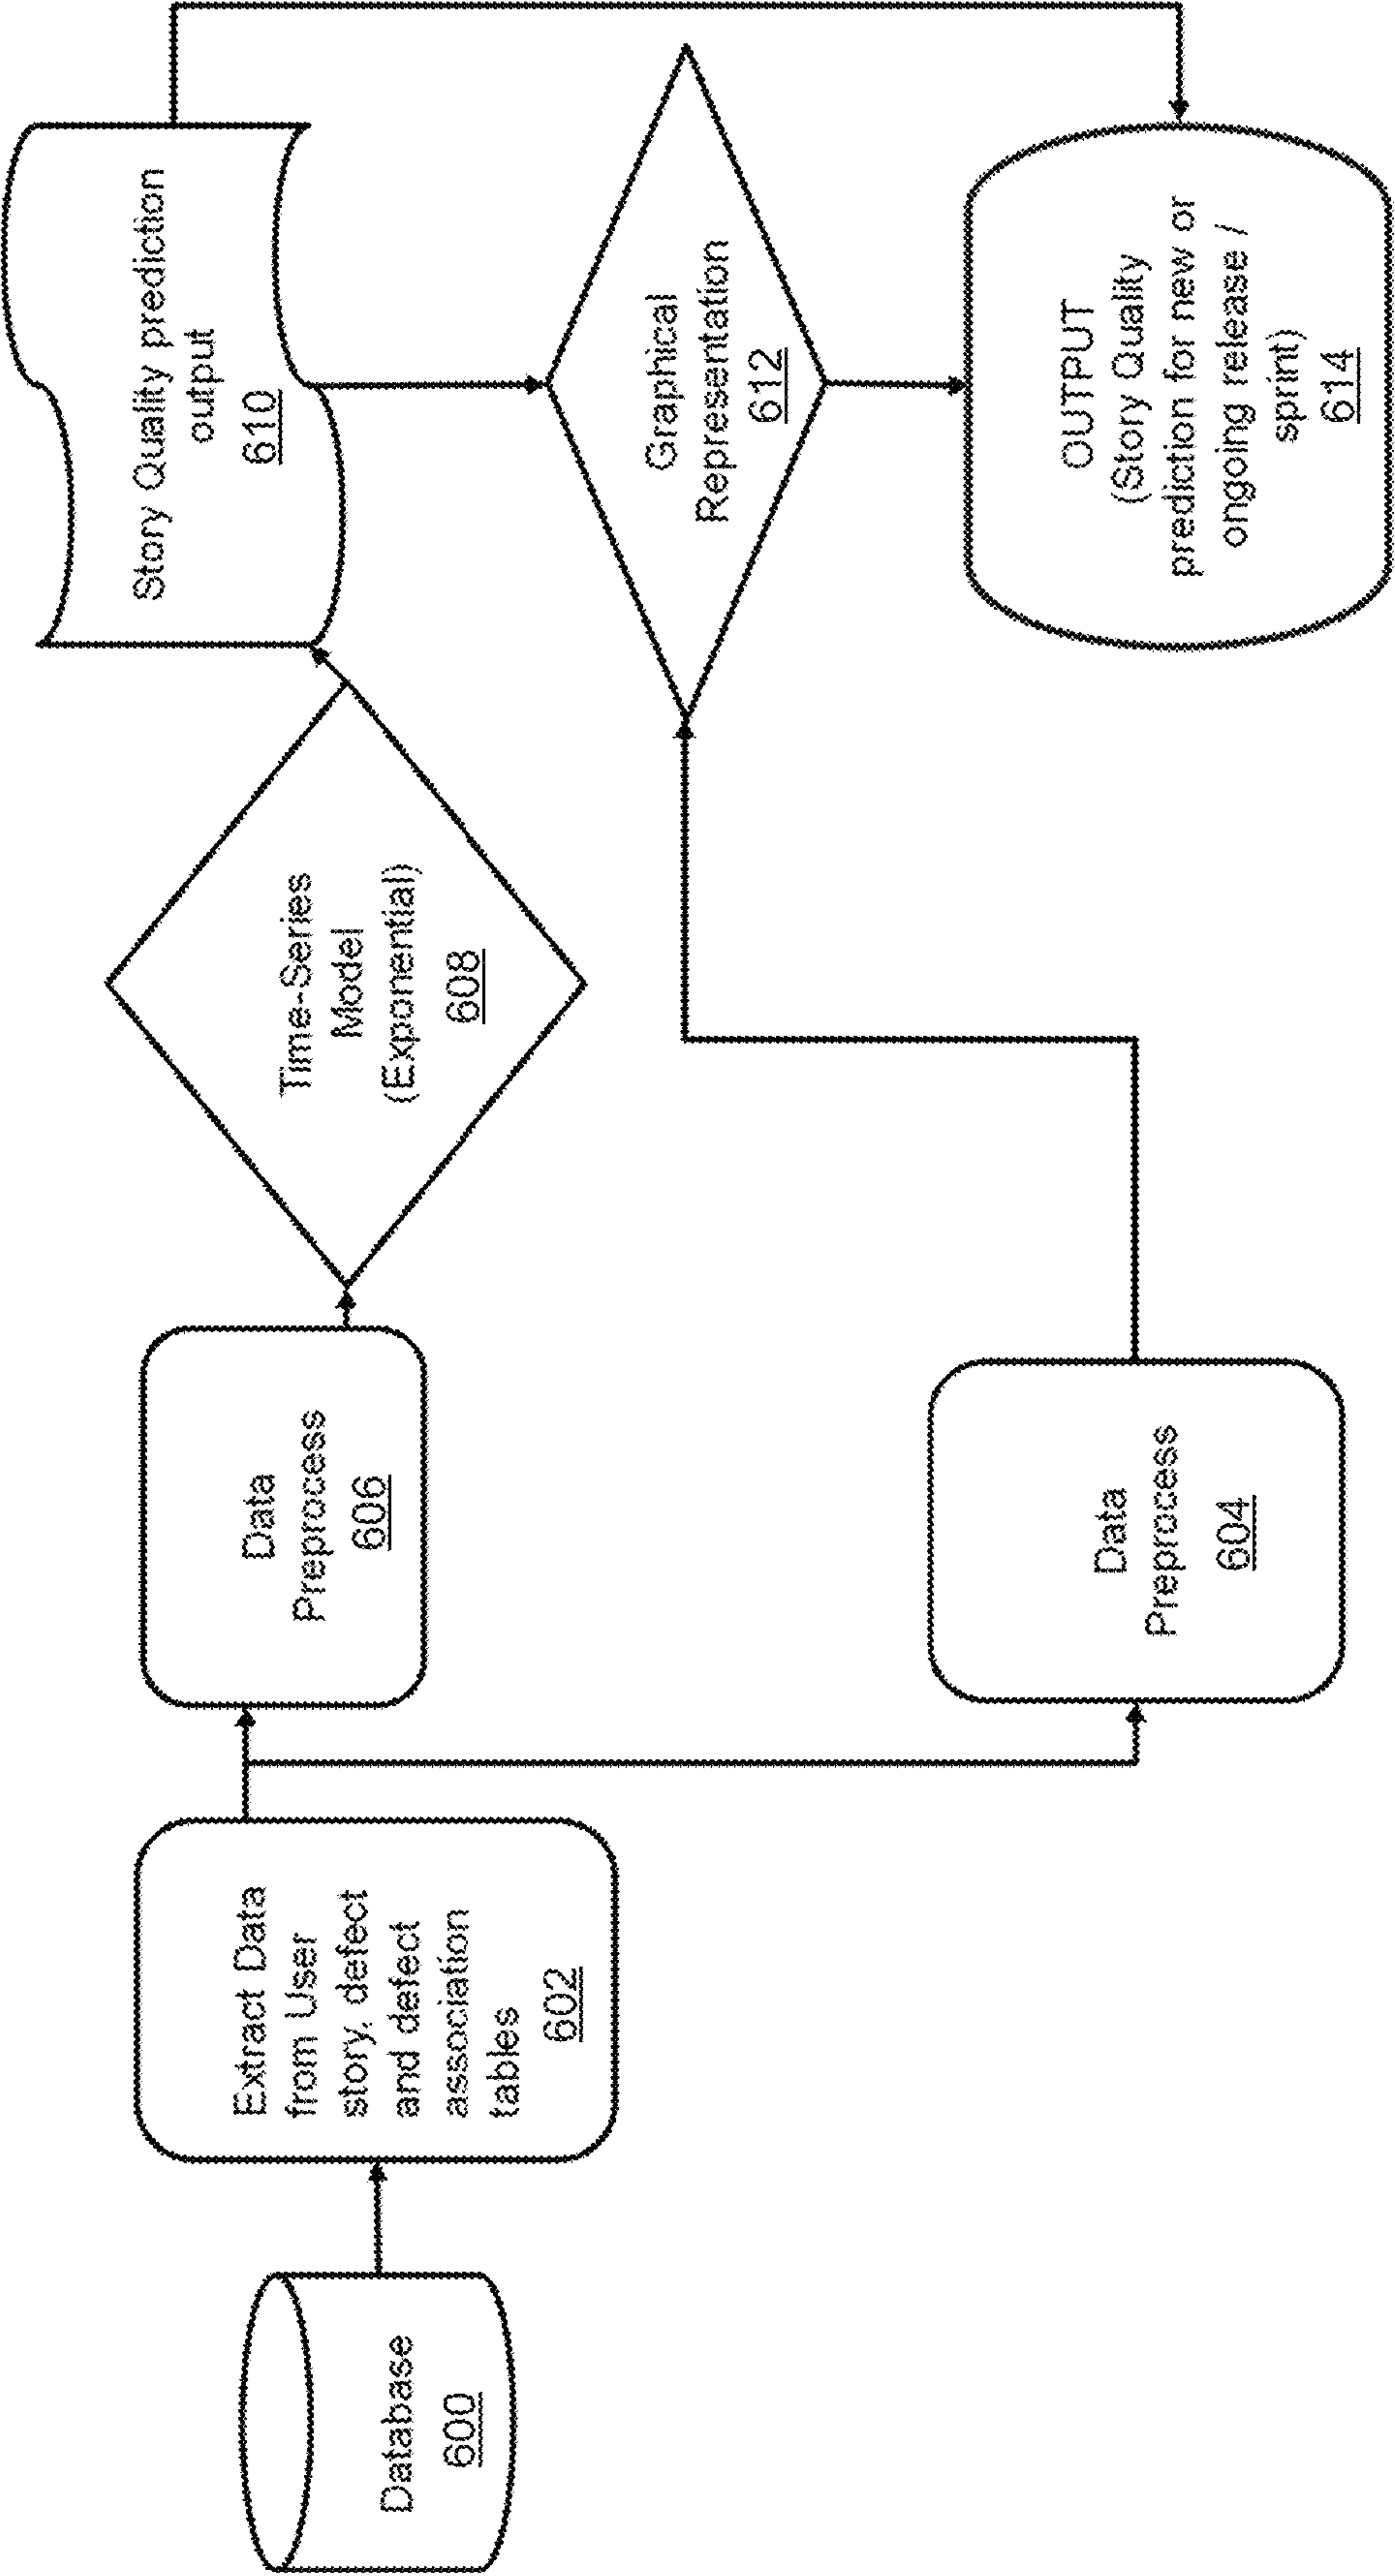 Database
600
Extract Data
from User
story, defect
and defect
association
tables
602
Data
Preprocess
606
Data
Preprocess
604
Time-Series
Model
(Exponential)
608
Story Quality prediction
output
610
Graphical
Representation
612
OUTPUT
(Story Quality
prediction for new or
ongoing release /
sprint)
614